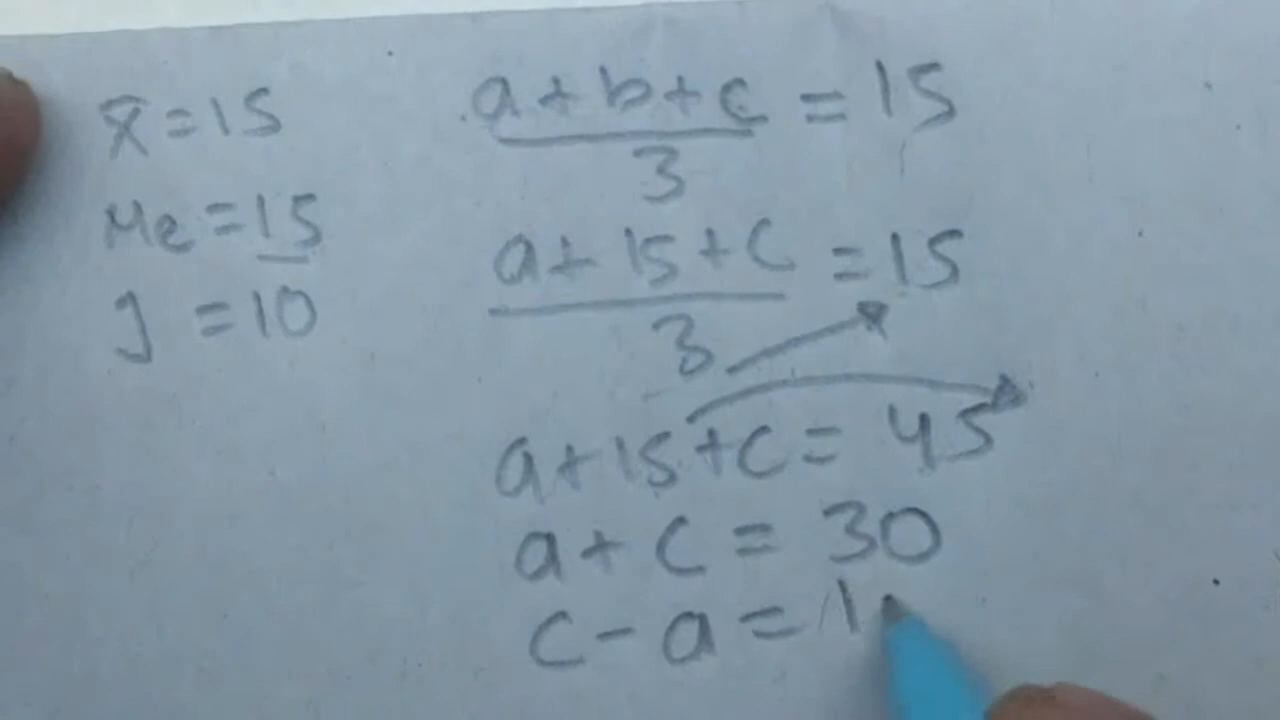 x̄ = 15
Me = 15
J = 10
a + b + c = 15
3
a + 15 + c = 15
3
a + 15 + c = 45
a + c = 30
c - a = 1